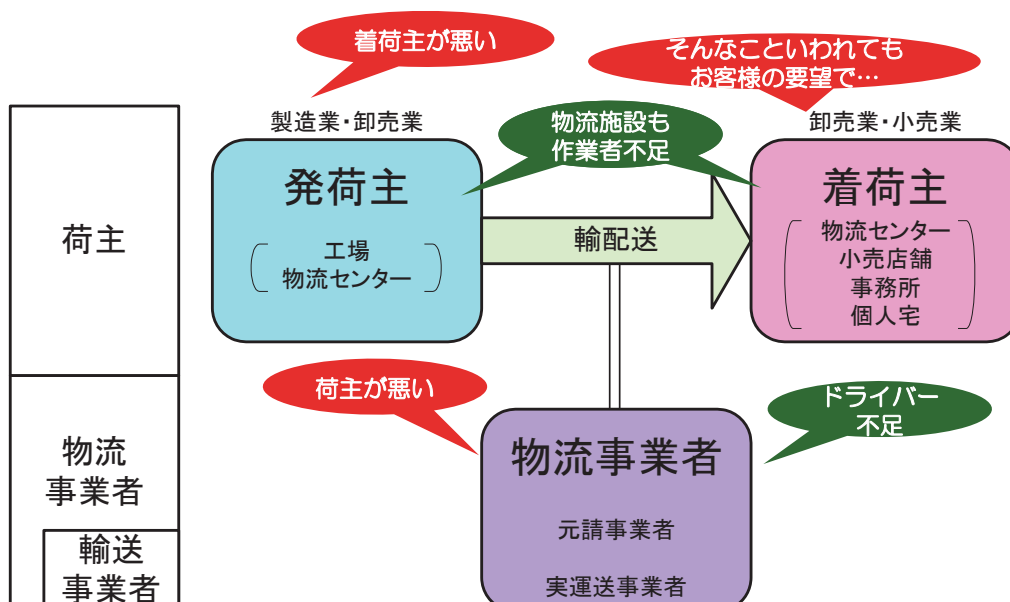 着荷主が悪い
そんなこといわれても
お客様の要望で…
製造業・卸売業
物流施設も
作業者不足
卸売業・小売業
荷主
発荷主
工場
物流センター
輸配送
着荷主
物流センター
小売店舗
事務所
個人宅
荷主が悪い
ドライバー
不足
物流
事業者
物流事業者
元請事業者
輸送
事業者
実運送事業者